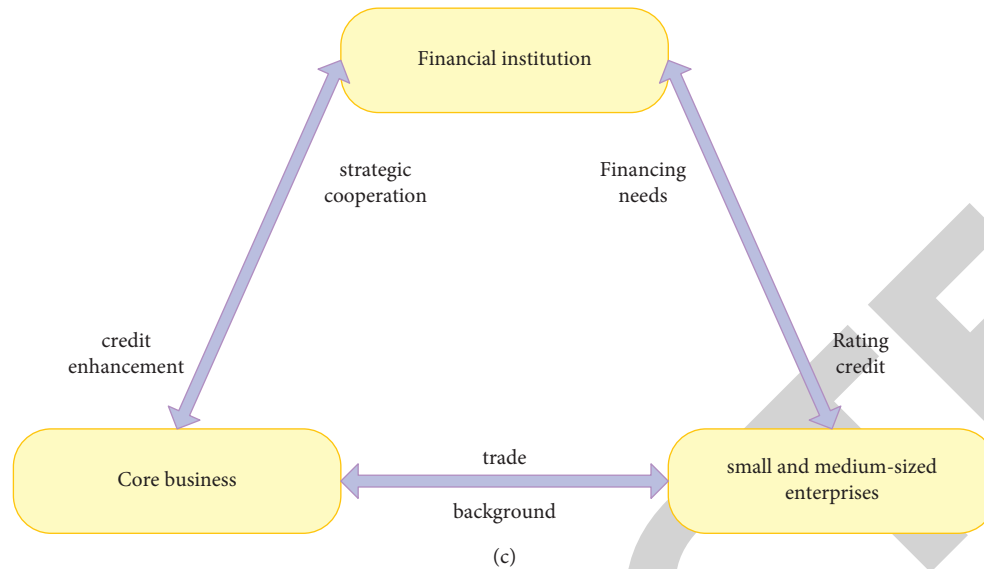 Financial institution
strategic
cooperation
Financing
needs
credit
enhancement
Rating
credit
Core business
trade
background
small and medium-sized
enterprises
(c)